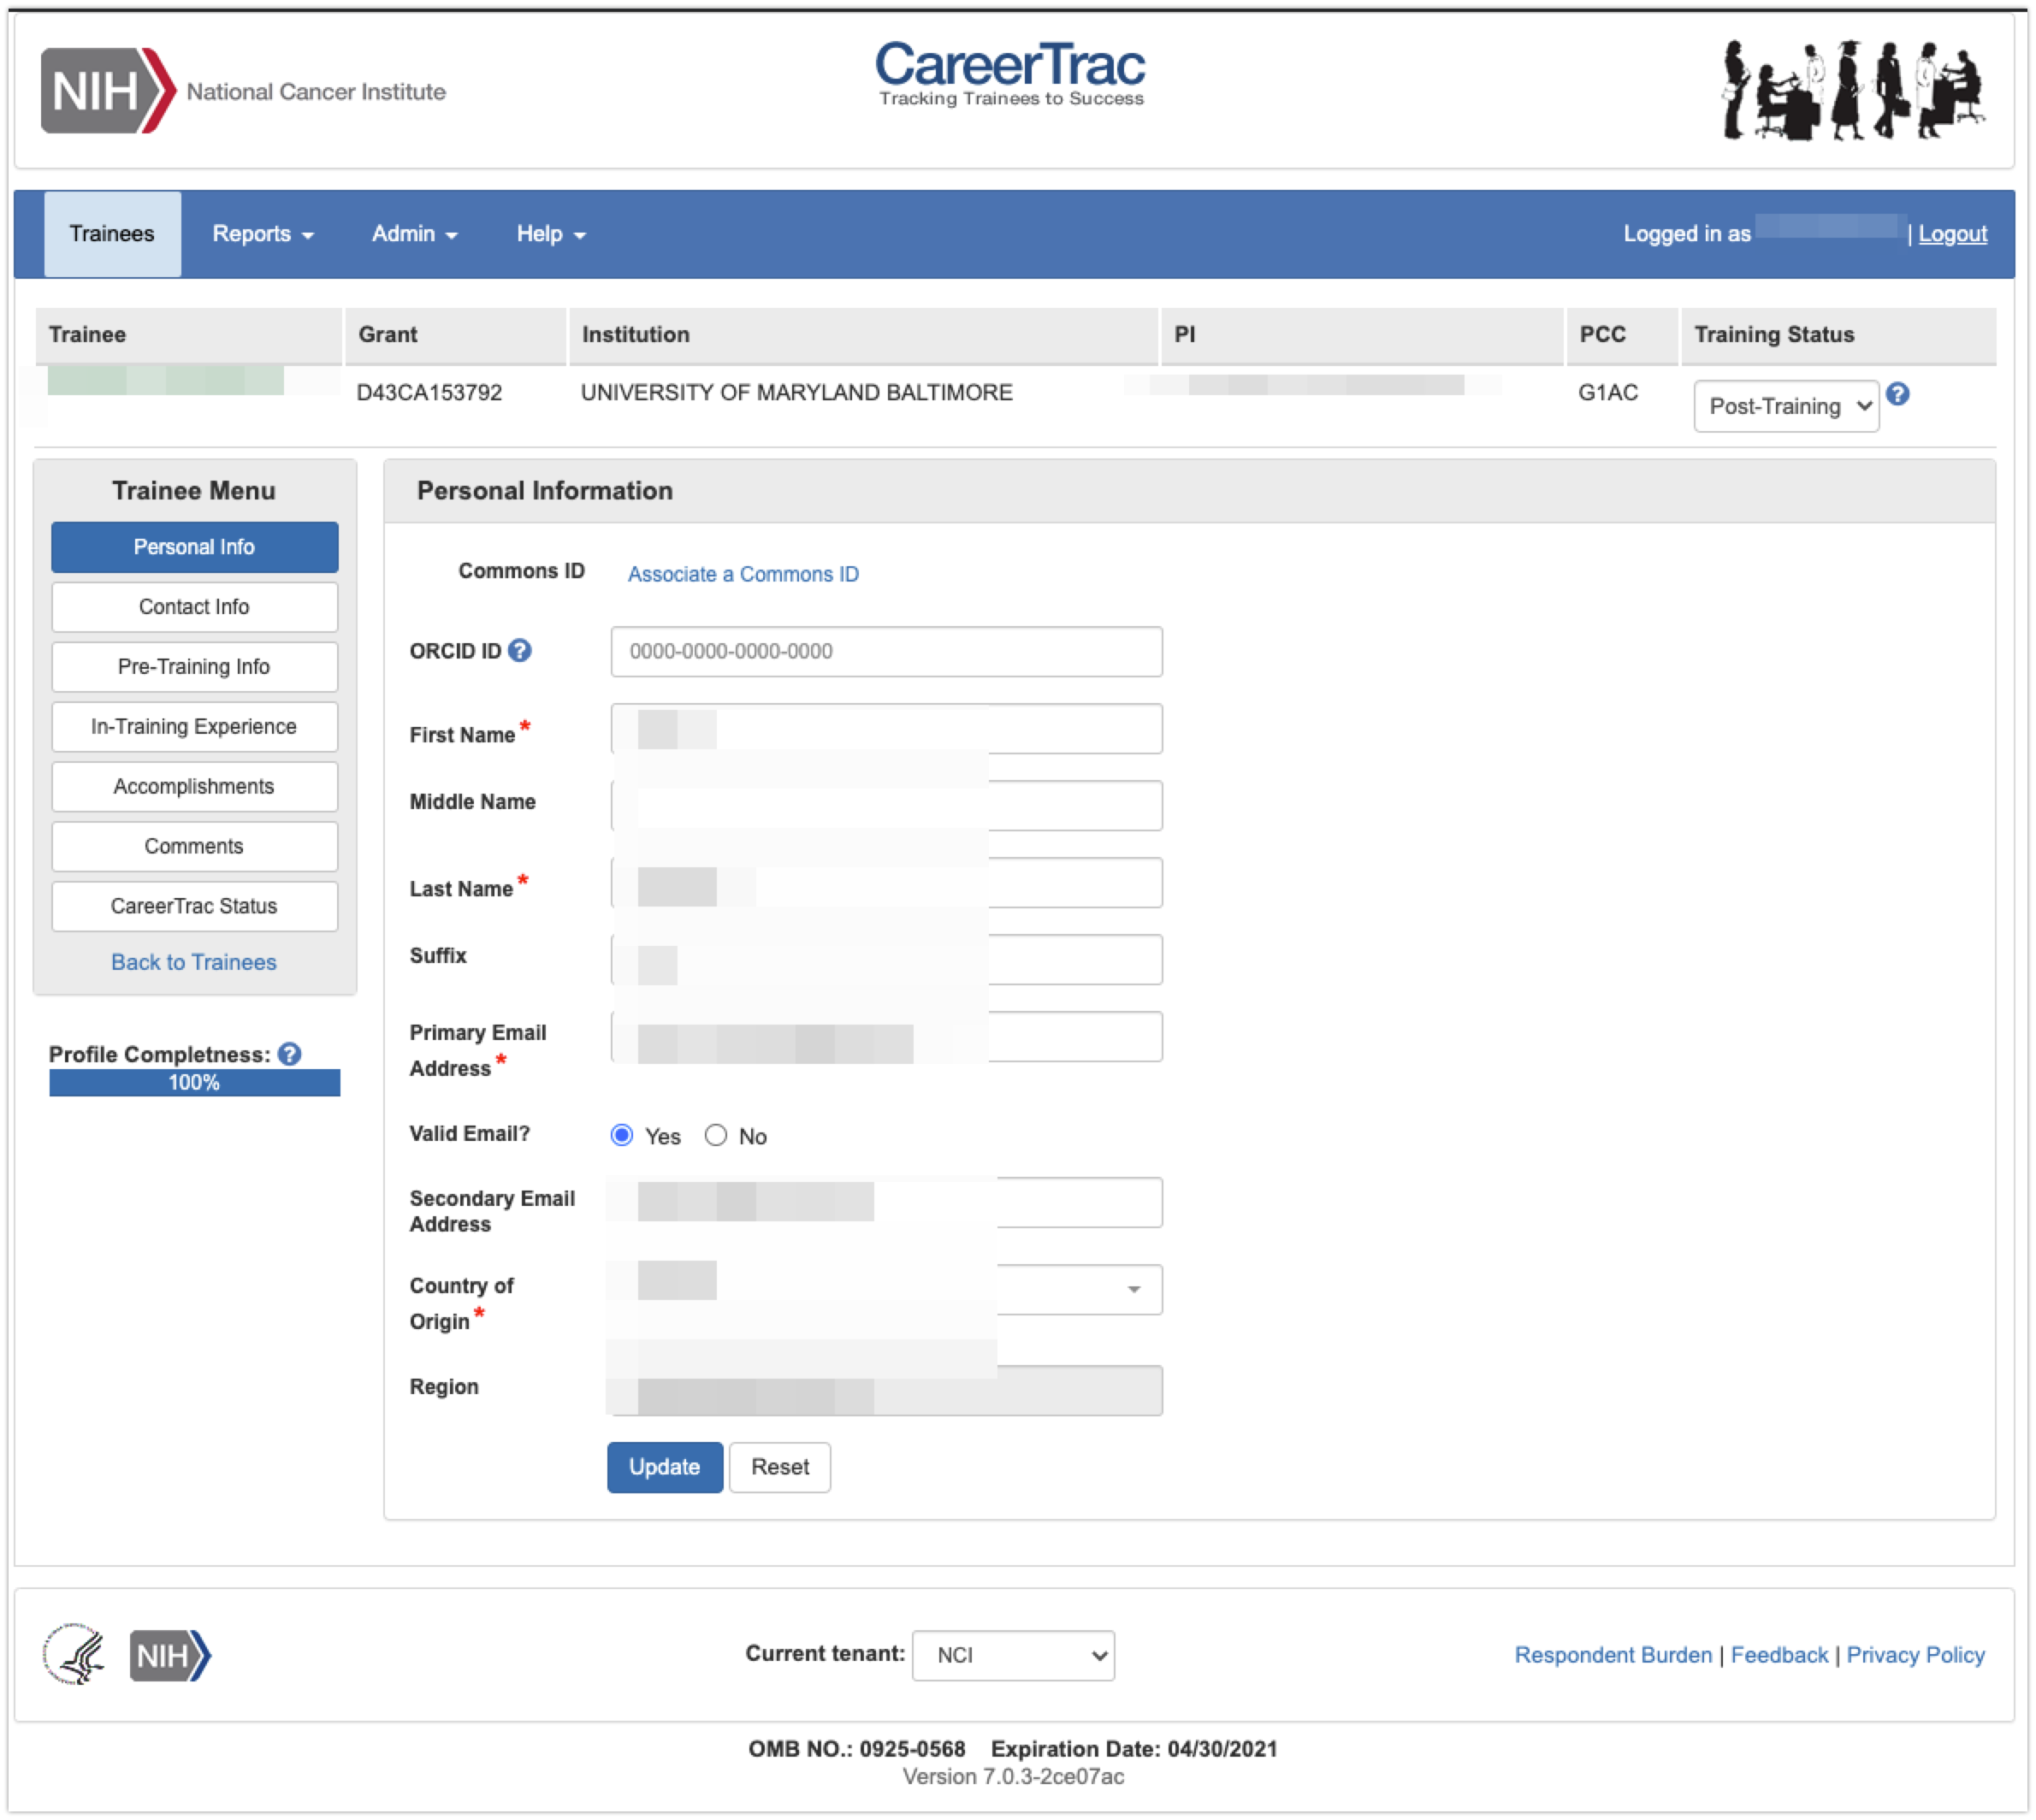 NIH National Cancer Institute
CareerTrac
Tracking Trainees to Success
Trainees Reports Admin Help Logged in as | Logout
Trainee Grant Institution PI PCC Training Status
D43CA153792 UNIVERSITY OF MARYLAND BALTIMORE G1AC Post-Training ?
Trainee Menu
Personal Info
Contact Info
Pre-Training Info
In-Training Experience
Accomplishments
Comments
CareerTrac Status
Back to Trainees
Profile Completness: ?
100%
Personal Information
Commons ID Associate a Commons ID
ORCID ID ? 0000-0000-0000-0000
First Name *
Middle Name
Last Name *
Suffix
Primary Email
Address *
Valid Email? Yes No
Secondary Email
Address
Country of
Origin *
Region
Update Reset
NIH Current tenant: NCI Respondent Burden | Feedback | Privacy Policy
OMB NO.: 0925-0568 Expiration Date: 04/30/2021
Version 7.0.3-2ce07ac